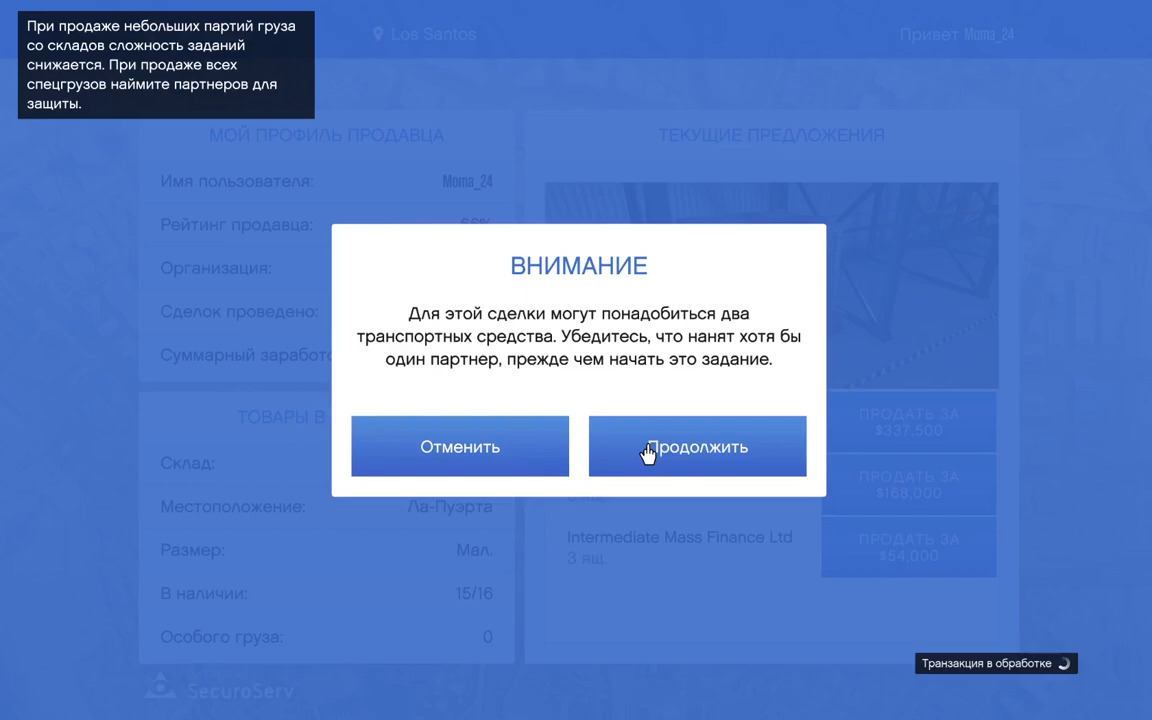 При продаже небольших партий груза
со складов сложность заданий
снижается. При продаже всех
спецгрузов наймите партнеров для
защиты.
Los Santos
Привет Moma_24
МОЙ ПРОФИЛЬ ПРОДАВЦА
Имя пользователя: Moma_24
Рейтинг продавца: 66%
Организация:
Сделок проведено:
Суммарный заработо
ТОВАРЫ В
Склад:
Местоположение: Ла-Пуэрта
Размер: Мал.
В наличии: 15/16
Особого груза: 0
ТЕКУЩИЕ ПРЕДЛОЖЕНИЯ
ПРОДАТЬ ЗА
$337,500
ПРОДАТЬ ЗА
$168,000
Intermediate Mass Finance Ltd
3 ящ.
ПРОДАТЬ ЗА
$54,000
ВНИМАНИЕ
Для этой сделки могут понадобиться два
транспортных средства. Убедитесь, что нанят хотя бы
один партнер, прежде чем начать это задание.
Отменить
Продолжить
Транзакция в обработке
SecuroServ